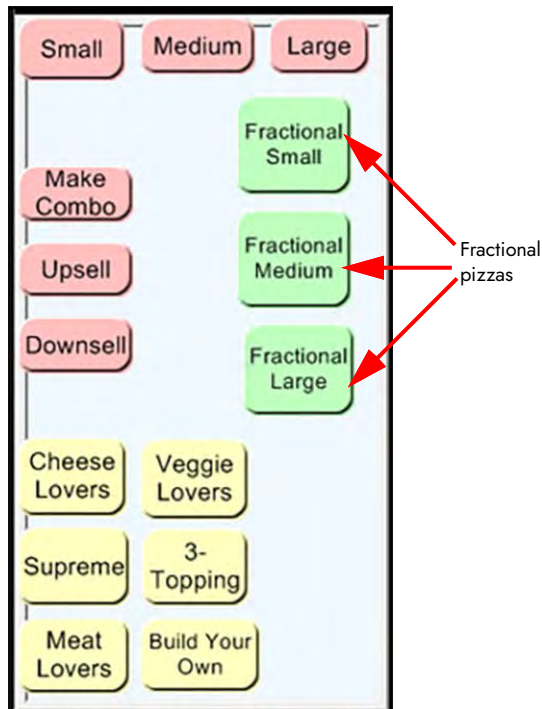 Small
Medium
Large
Fractional
Small
Make
Combo
Fractional
Medium
Fractional
pizzas
Upsell
Downsell
Fractional
Large
Cheese
Lovers
Veggie
Lovers
Supreme
3-
Topping
Meat
Lovers
Build Your
Own